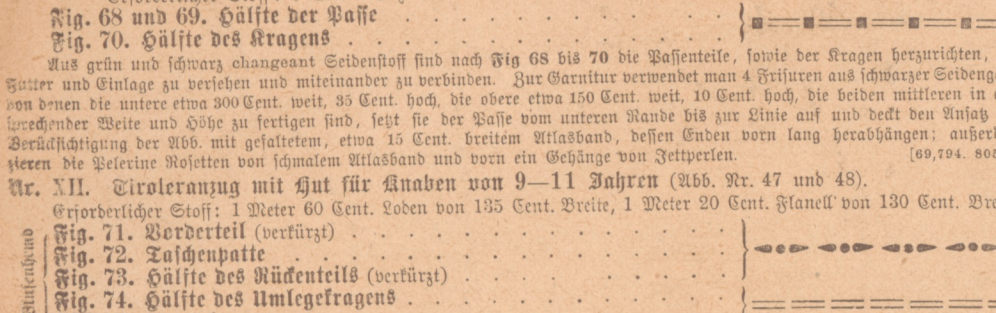 Fig. 68 und 69. Hälfte der Passe
Fig. 70. Hälfte des Kragens
Aus grün und schwarz changeant Seidenstoff sind nach Fig 68 bis 70 die Passenteile, sowie der Kragen herzurichten,
Futter und Einlage zu versehen und miteinander zu verbinden. Zur Garnitur verwendet man 4 Frisuren aus schwarzer
von denen die untere etwa 300 Cent. weit, 35 Cent. hoch, die obere etwa 150 Cent. weit, 10 Cent. hoch, die beiden mittleren in
sprechender Weite und Höhe zu fertigen sind, setzt sie der Passe vom unteren Rande bis zur Linie auf und deckt den Ansatz
Berücksichtigung der Abb. mit gefaltetem, etwa 15 Cent. breitem Atlasband, dessen Enden vorn lang herabhängen;
zieren die Pelerine Rosetten von schmalem Atlasband und vorn ein Gehänge von Jettperlen. [69,794. 805
Nr. XII. Tiroleranzug mit Hut für Knaben von 9—11 Jahren (Abb. Nr. 47 und 48).
Erforderlicher Stoff: 1 Meter 60 Cent. Loden von 135 Cent. Breite, 1 Meter 20 Cent. Flanell von 130 Cent.
Fig. 71. Vorderteil (verkürzt)
Fig. 72. Taschenpatte
Fig. 73. Hälfte des Rückenteils (verkürzt)
Fig. 74. Hälfte des Umlegekragens